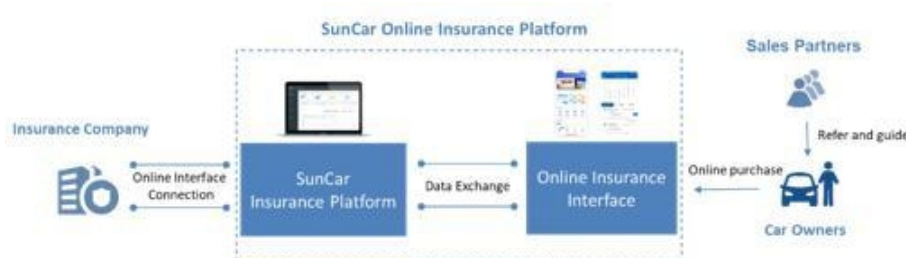 SunCar Online Insurance Platform
Sales Partners
Insurance Company
Refer and guide
Online Interface
Connection
SunCar
Insurance Platform
Data Exchange
Online Insurance
Interface
Online purchase
Car Owners